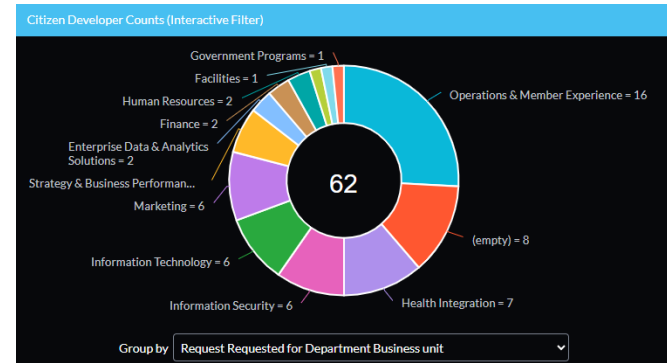 Citizen Developer Counts (Interactive Filter)
Government Programs = 1
Facilities = 1
Human Resources = 2
Finance = 2
Enterprise Data & Analytics
Solutions = 2
Strategy & Business Performan...
Marketing = 6
Information Technology = 6
Information Security = 6
Operations & Member Experience = 16
(empty) = 8
Health Integration = 7
62
Group by
Request Requested for Department Business unit